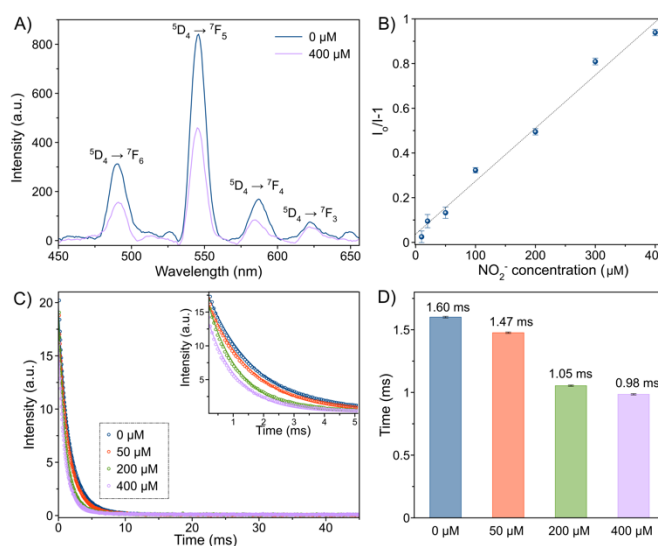 A)
⁵D₄ → ⁷F₅
0 µM
400 µM
⁵D₄ → ⁷F₆
⁵D₄ → ⁷F₄
⁵D₄ → ⁷F₃
Intensity (a.u.)
800
600
400
200
0
450 500 550 600 650
Wavelength (nm)
B)
I₀/I-1
1
0.8
0.6
0.4
0.2
0
0 100 200 300 400
NO₂⁻ concentration (µM)
C)
Intensity (a.u.)
20
15
10
5
0
0 10 20 30 40
Time (ms)
0 µM
50 µM
200 µM
400 µM
Intensity (a.u.)
15
10
5
1 2 3 4 5
Time (ms)
D)
Time (ms)
1.5
1
0.5
0
1.60 ms
1.47 ms
1.05 ms
0.98 ms
0 µM 50 µM 200 µM 400 µM